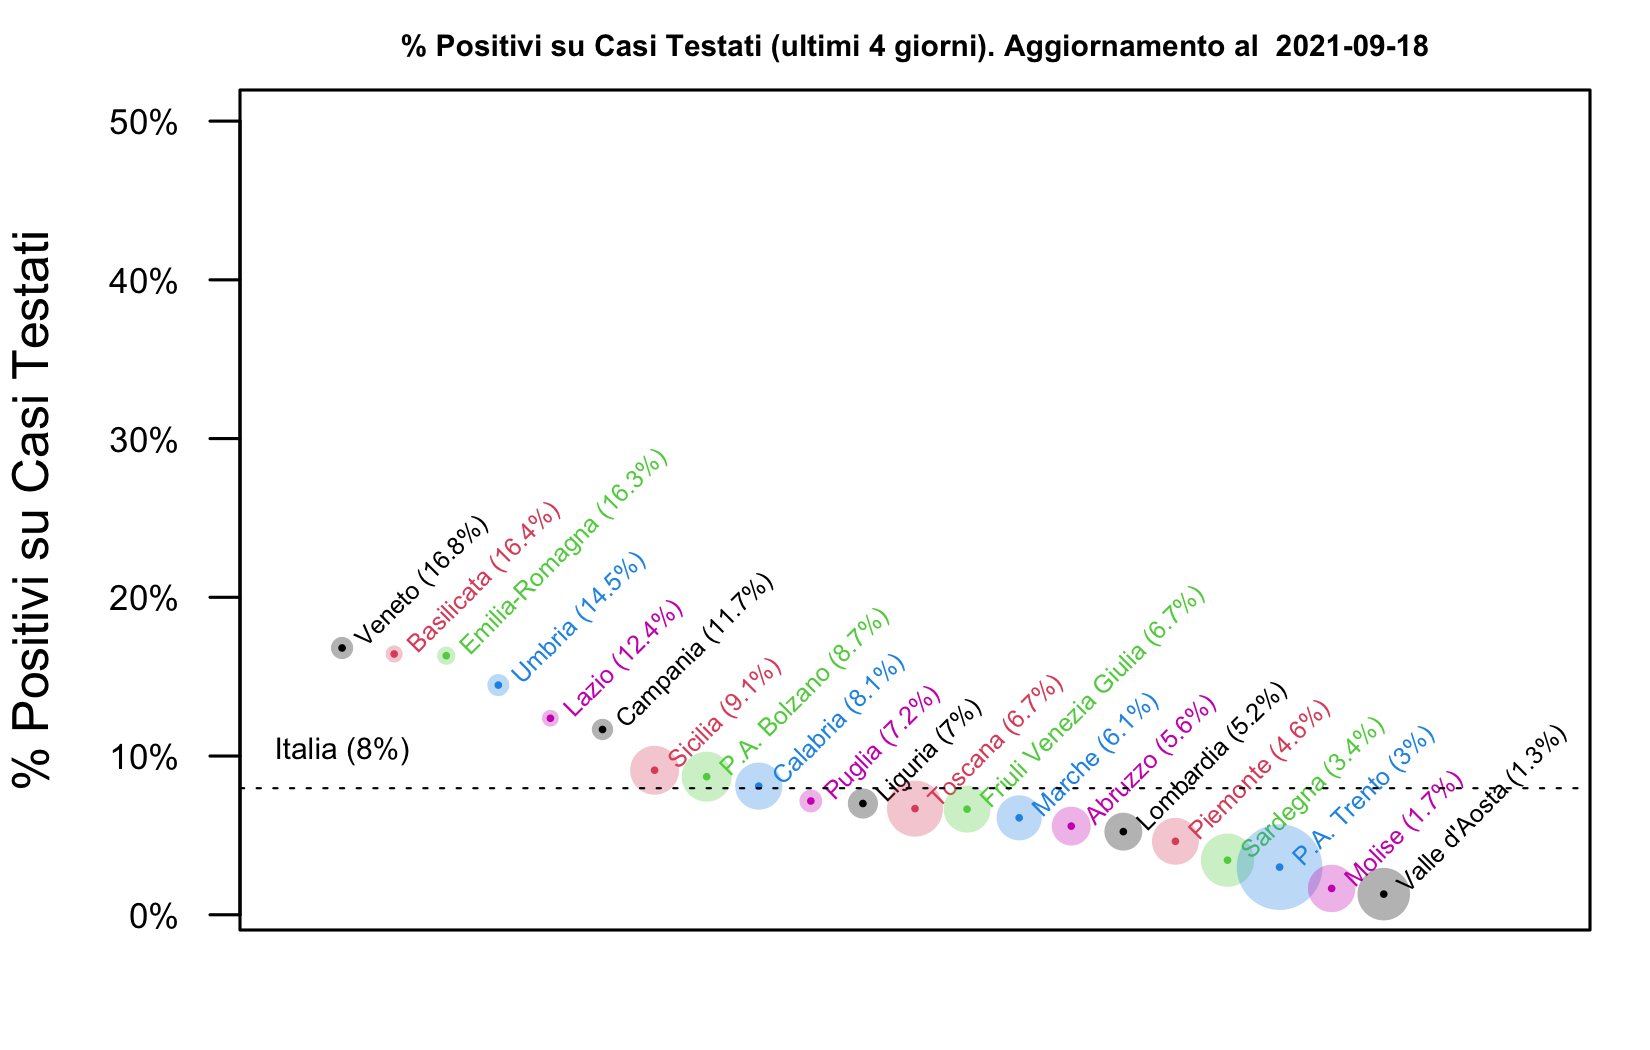 % Positivi su Casi Testati (ultimi 4 giorni). Aggiornamento al  2021-09-18
% Positivi su Casi Testati
50%
40%
30%
20%
10%
0%
Italia (8%)
Veneto (16.8%)
Basilicata (16.4%)
Emilia-Romagna (16.3%)
Umbria (14.5%)
Lazio (12.4%)
Campania (11.7%)
Sicilia (9.1%)
P.A. Bolzano (8.7%)
Calabria (8.1%)
Puglia (7.2%)
Liguria (7%)
Toscana (6.7%)
Friuli Venezia Giulia (6.7%)
Marche (6.1%)
Abruzzo (5.6%)
Lombardia (5.2%)
Piemonte (4.6%)
Sardegna (3.4%)
P.A. Trento (3%)
Molise (1.7%)
Valle d'Aosta (1.3%)